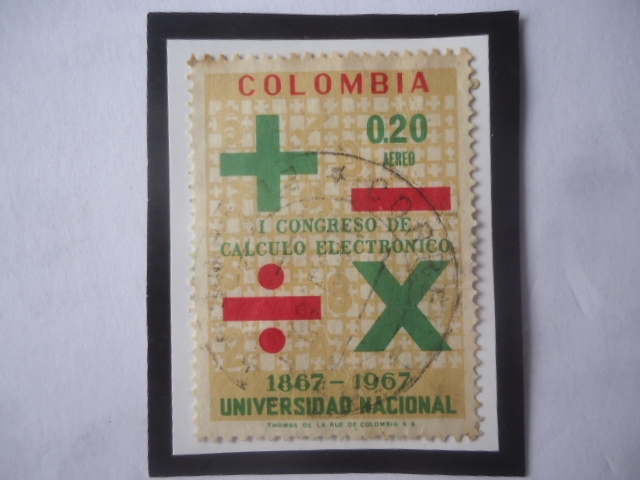 COLOMBIA
0.20
AEREO
I CONGRESO DE
CALCULO ELECTRONICO
1867-1967
UNIVERSIDAD NACIONAL
THOMAS DE LA RUE DE COLOMBIA S.A.